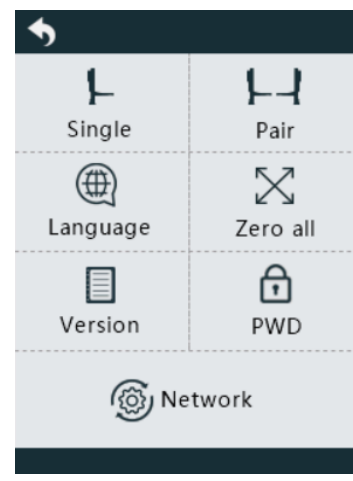 Single
Pair
Language
Zero all
Version
PWD
Network